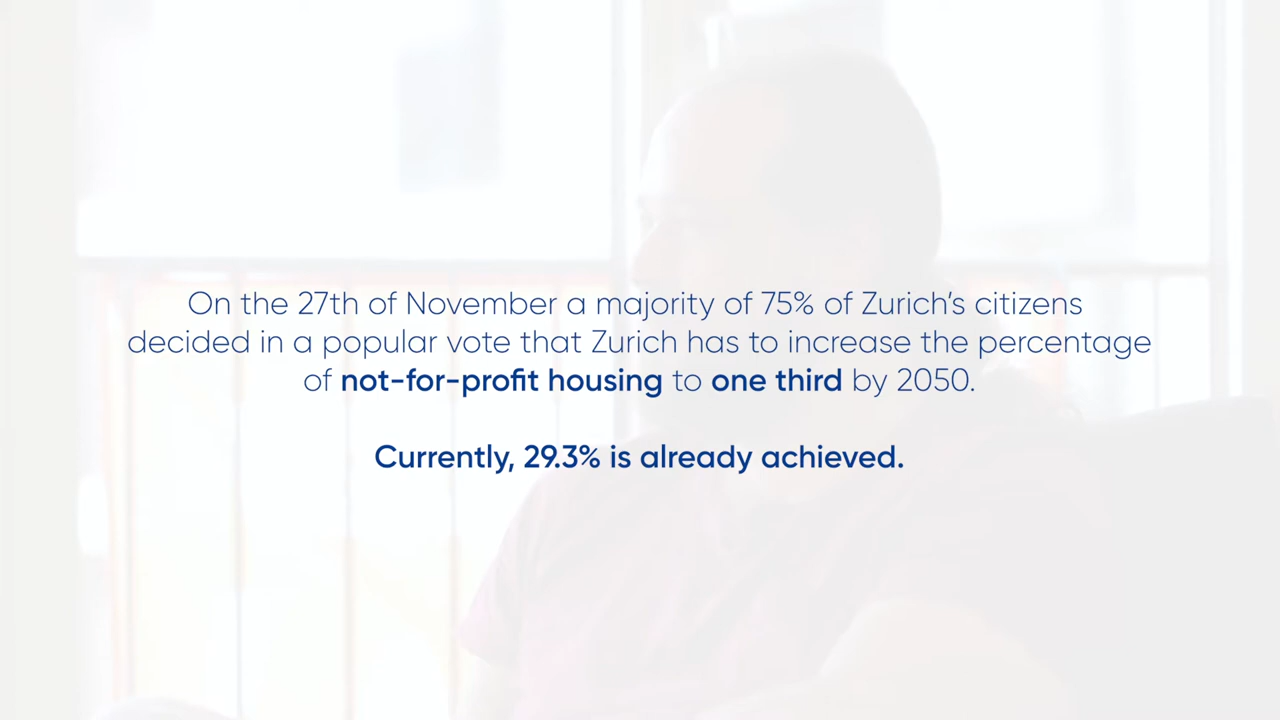 On the 27th of November a majority of 75% of Zurich's citizens
decided in a popular vote that Zurich has to increase the percentage
of not-for-profit housing to one third by 2050.
Currently, 29.3% is already achieved.